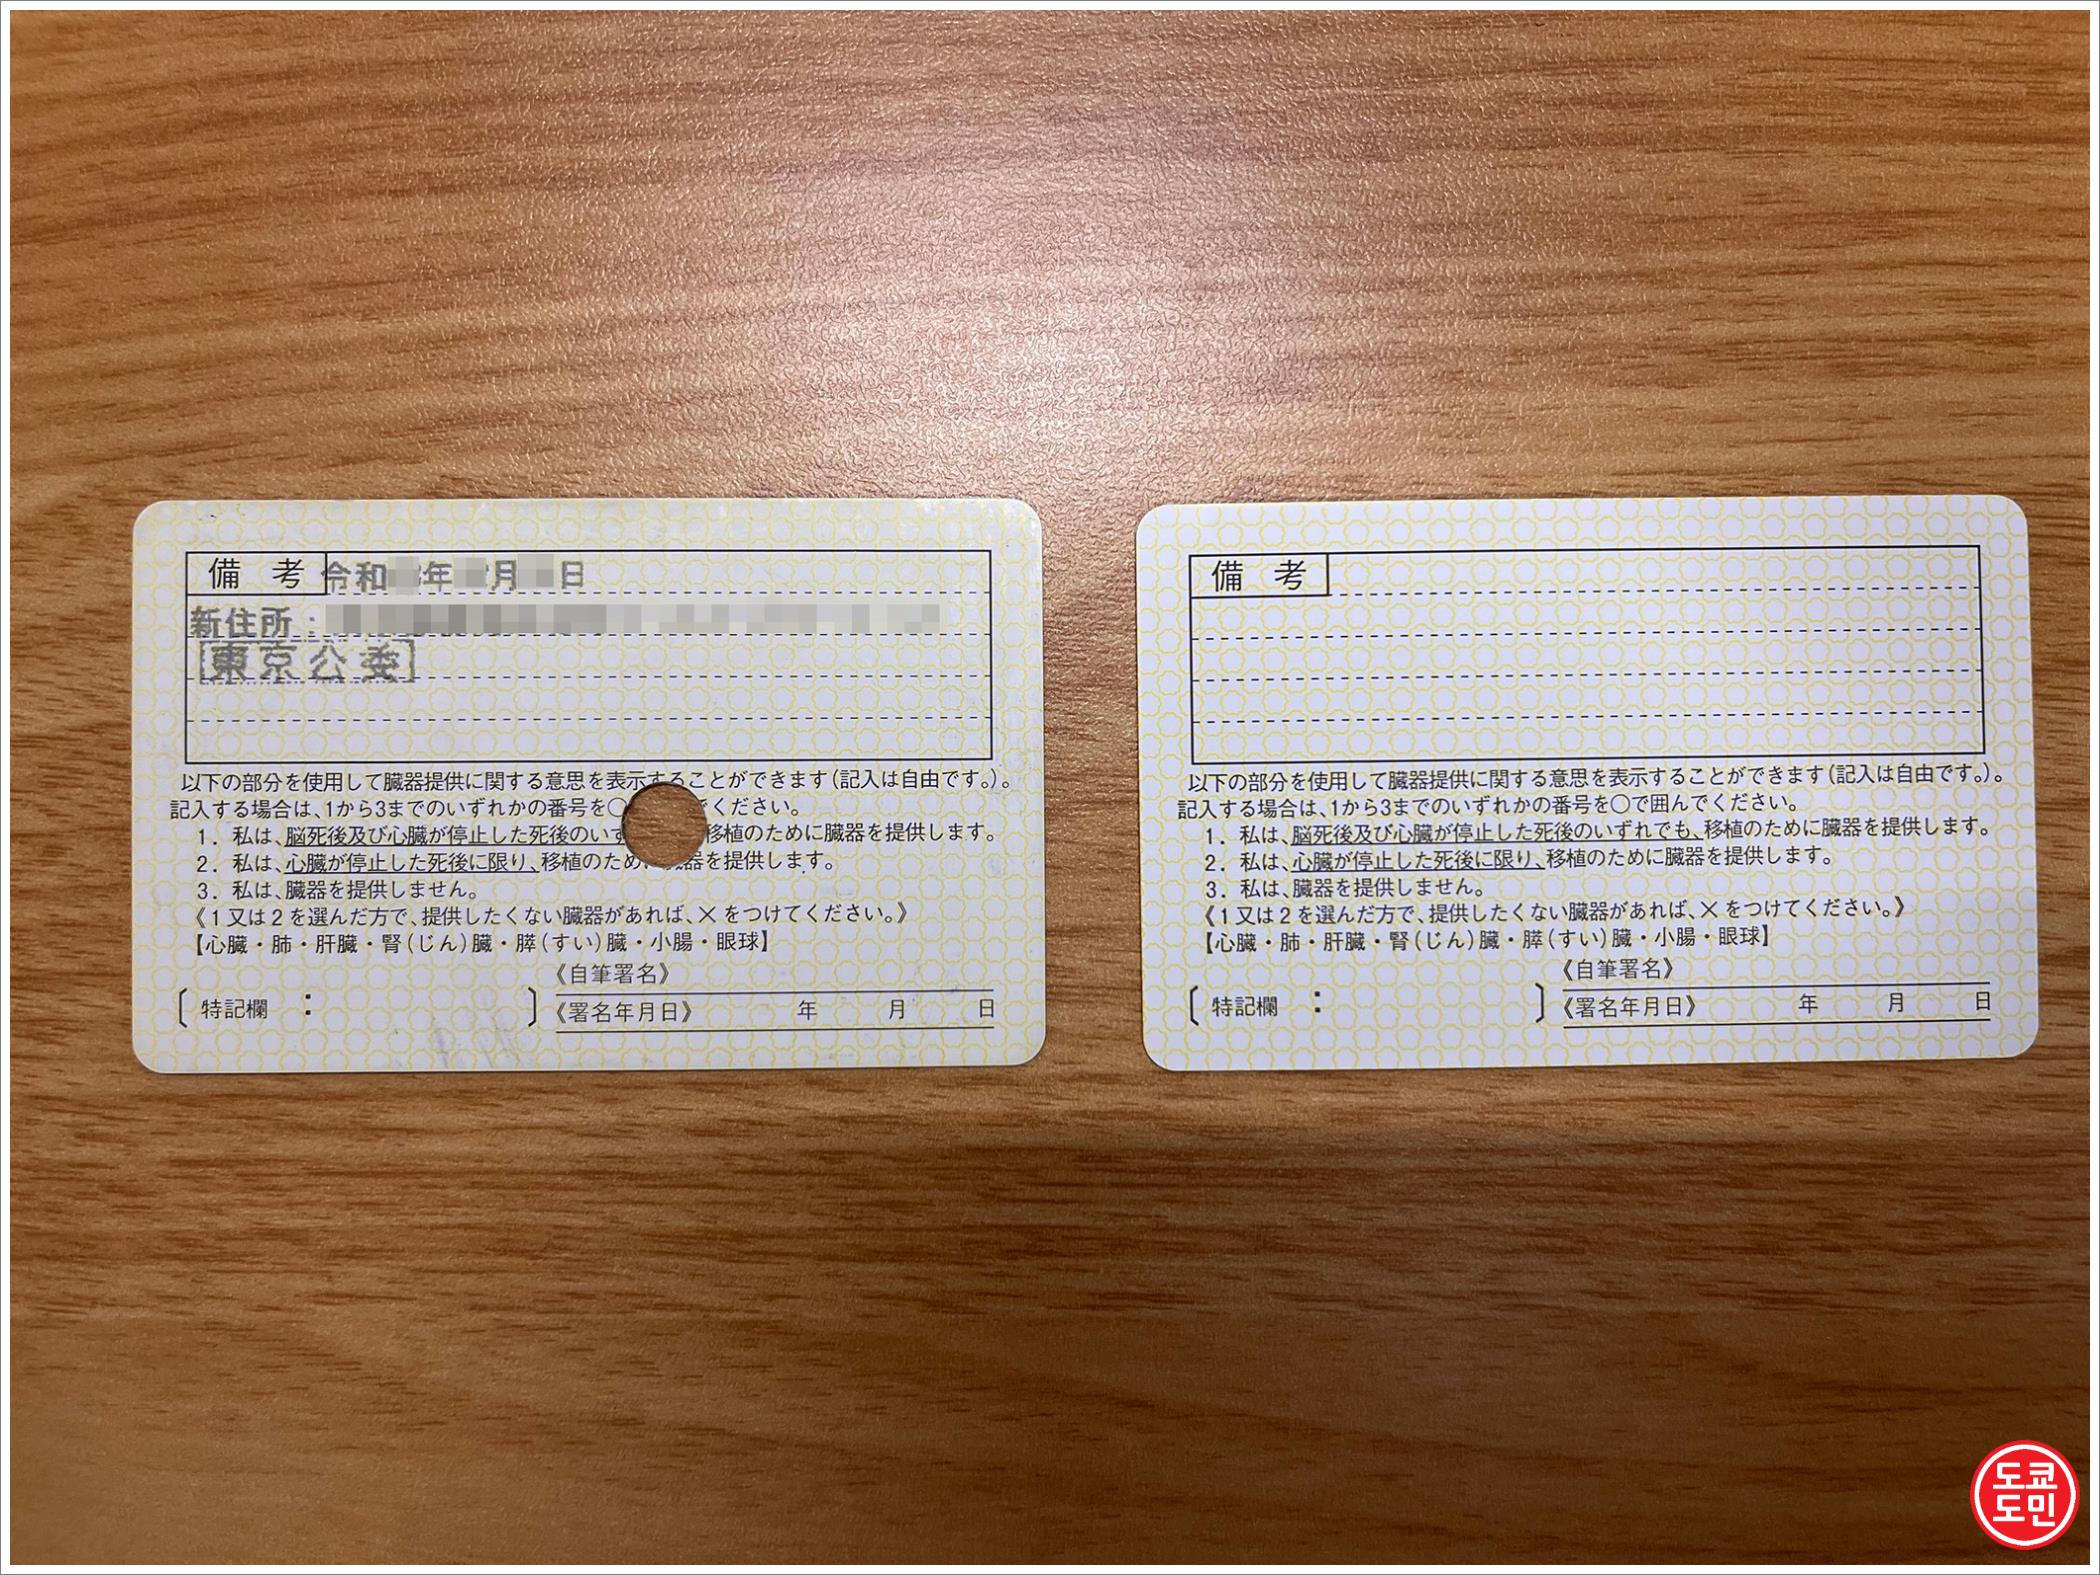 備考 令和 年 月 日
新住所：
東京公委
以下の部分を使用して臓器提供に関する意思を表示することができます(記入は自由です。)。
記入する場合は、1から3までのいずれかの番号を〇 ください。
1. 私は、脳死後及び心臓が停止した死後のいず 移植のために臓器を提供します。
2. 私は、心臓が停止した死後に限り、移植のため 器を提供します。
3. 私は、臓器を提供しません。
《1又は2を選んだ方で、提供したくない臓器があれば、×をつけてください。》
【心臓・肺・肝臓・腎(じん)臓・膵(すい)臓・小腸・眼球】
《自筆署名》
〔特記欄 ： 〕
《署名年月日》 年 月 日
備考
以下の部分を使用して臓器提供に関する意思を表示することができます(記入は自由です。)。
記入する場合は、1から3までのいずれかの番号を〇で囲んでください。
1. 私は、脳死後及び心臓が停止した死後のいずれでも、移植のために臓器を提供します。
2. 私は、心臓が停止した死後に限り、移植のために臓器を提供します。
3. 私は、臓器を提供しません。
《1又は2を選んだ方で、提供したくない臓器があれば、×をつけてください。》
【心臓・肺・肝臓・腎(じん)臓・膵(すい)臓・小腸・眼球】
《自筆署名》
〔特記欄 ： 〕
《署名年月日》 年 月 日
도쿄
도민